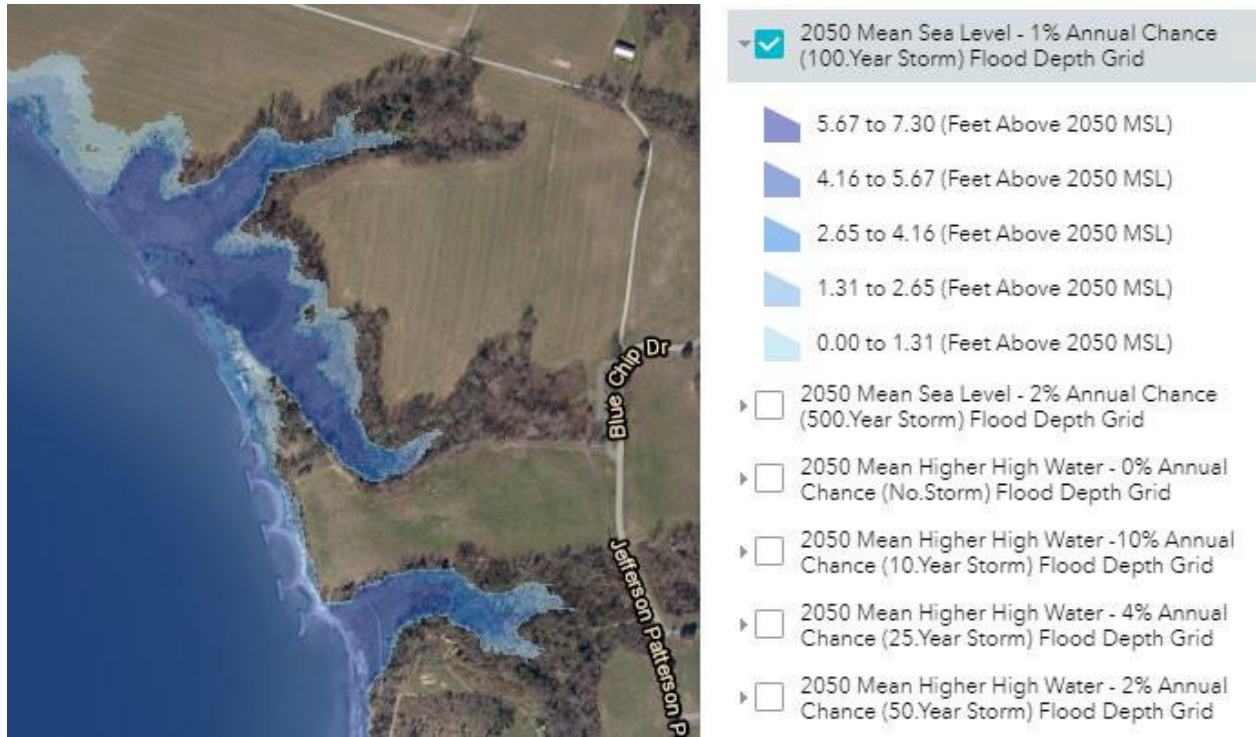 Blue Chip Dr
Jefferson Patterson P
2050 Mean Sea Level - 1% Annual Chance
(100.Year Storm) Flood Depth Grid
5.67 to 7.30 (Feet Above 2050 MSL)
4.16 to 5.67 (Feet Above 2050 MSL)
2.65 to 4.16 (Feet Above 2050 MSL)
1.31 to 2.65 (Feet Above 2050 MSL)
0.00 to 1.31 (Feet Above 2050 MSL)
2050 Mean Sea Level - 2% Annual Chance
(500.Year Storm) Flood Depth Grid
2050 Mean Higher High Water - 0% Annual
Chance (No.Storm) Flood Depth Grid
2050 Mean Higher High Water -10% Annual
Chance (10.Year Storm) Flood Depth Grid
2050 Mean Higher High Water - 4% Annual
Chance (25.Year Storm) Flood Depth Grid
2050 Mean Higher High Water - 2% Annual
Chance (50.Year Storm) Flood Depth Grid